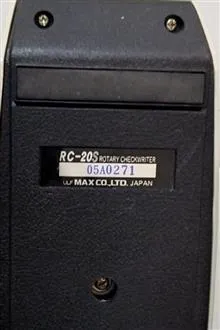 RC-20S ROTARY CHECKWRITER
05A0271
MAX CO.,LTD. JAPAN